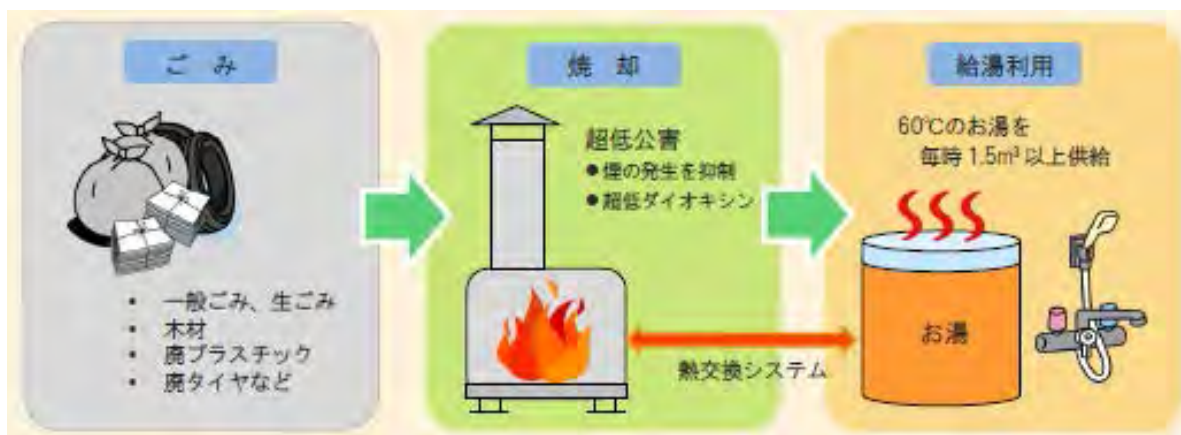 ごみ
・ 一般ごみ、生ごみ
・ 木材
・ 廃プラスチック
・ 廃タイヤなど
焼却
超低公害
●煙の発生を抑制
●超低ダイオキシン
熱交換システム
給湯利用
60℃のお湯を
毎時1.5m³以上供給
お湯